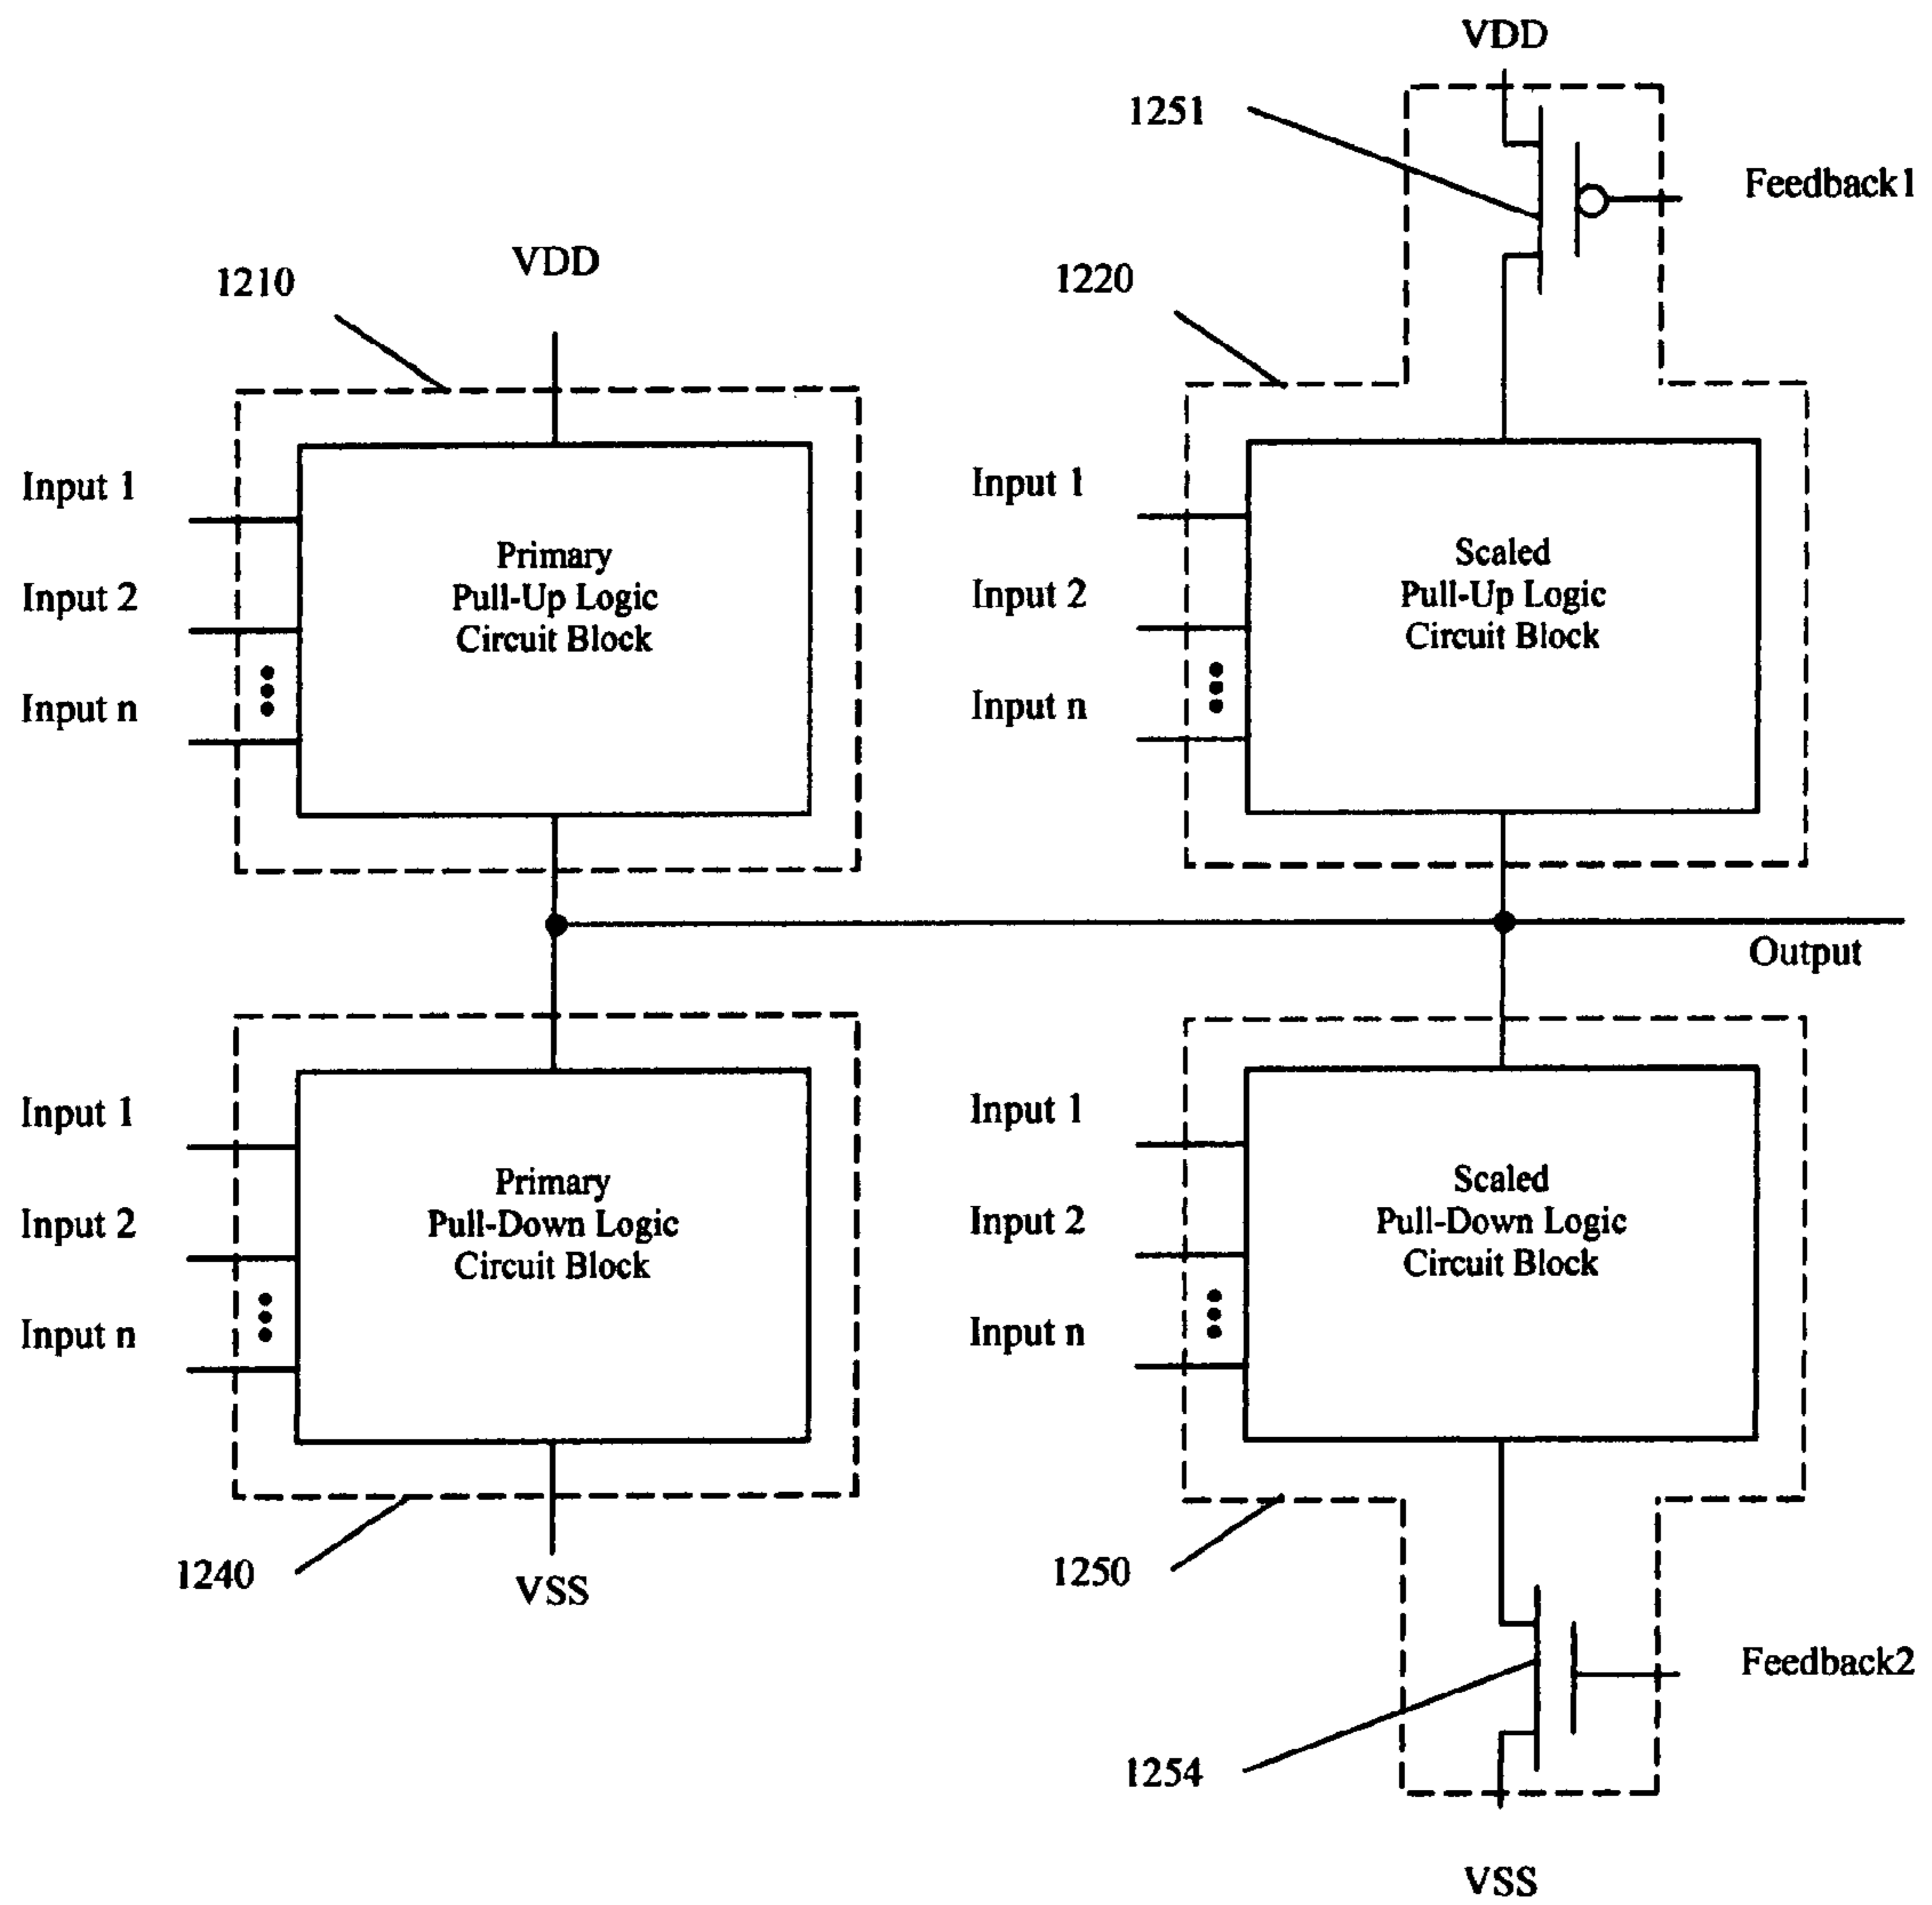 VDD
1251
Feedback1
VDD
1210
1220
Input 1
Input 2
Input n
Primary
Pull-Up Logic
Circuit Block
Input 1
Input 2
Input n
Scaled
Pull-Up Logic
Circuit Block
Output
Input 1
Input 2
Input n
Primary
Pull-Down Logic
Circuit Block
Input 1
Input 2
Input n
Scaled
Pull-Down Logic
Circuit Block
1240
VSS
1250
Feedback2
1254
VSS